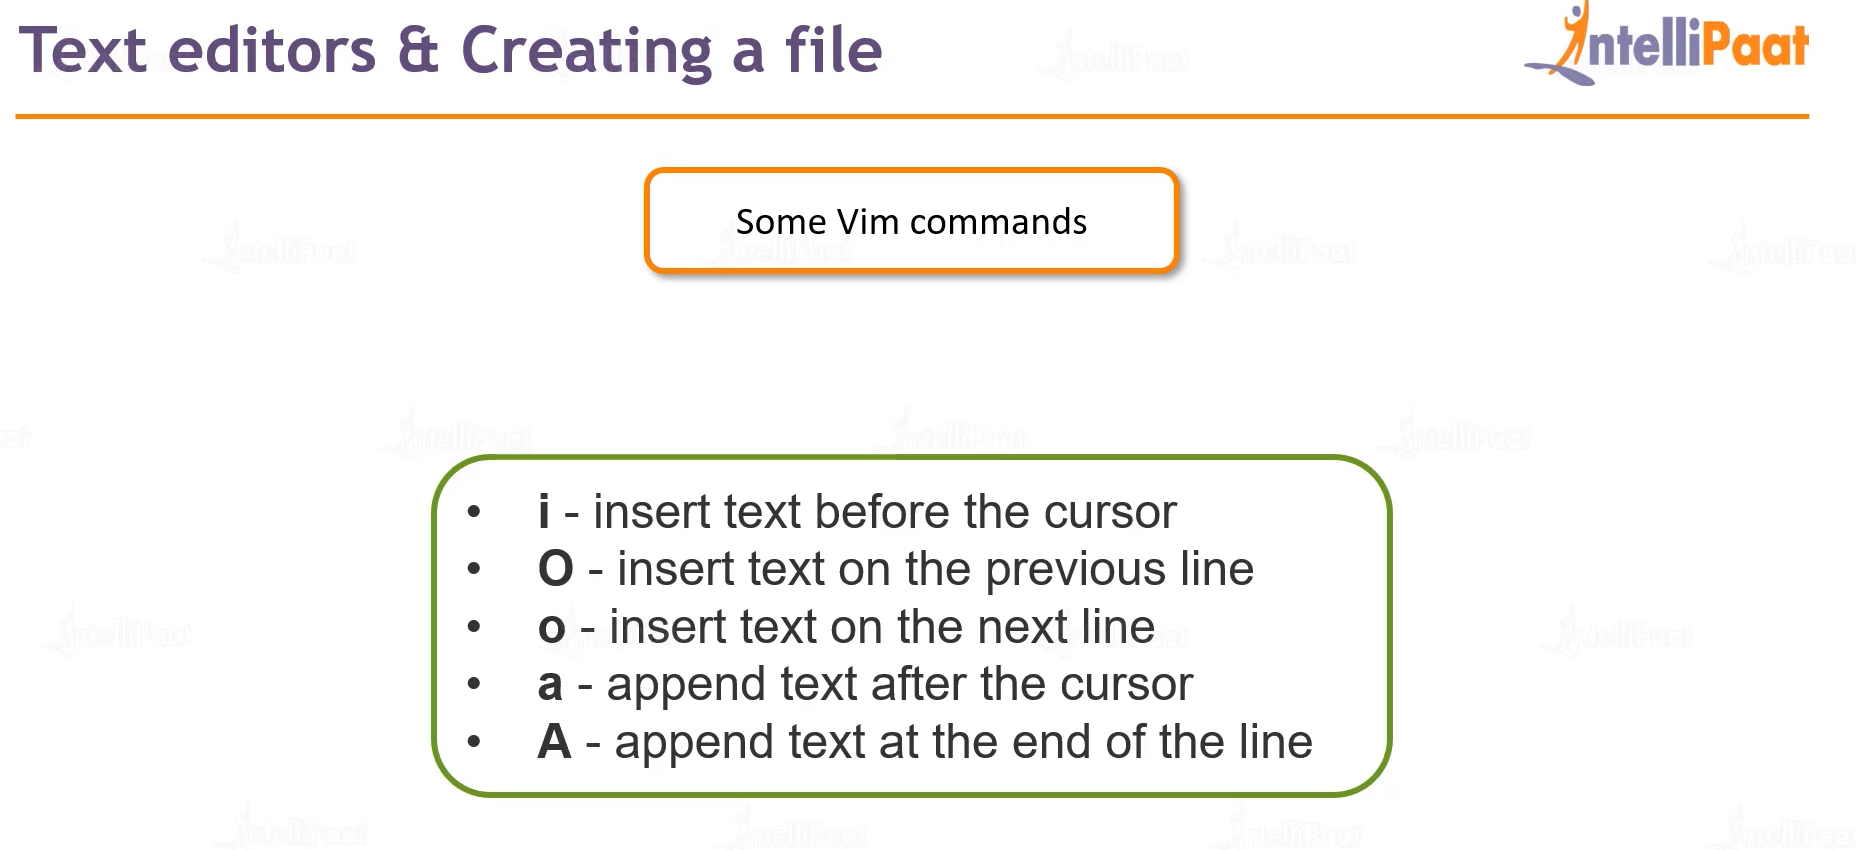 Text editors & Creating a file
IntelliPaat
Some Vim commands
• i - insert text before the cursor
• O - insert text on the previous line
• o - insert text on the next line
• a - append text after the cursor
• A - append text at the end of the line